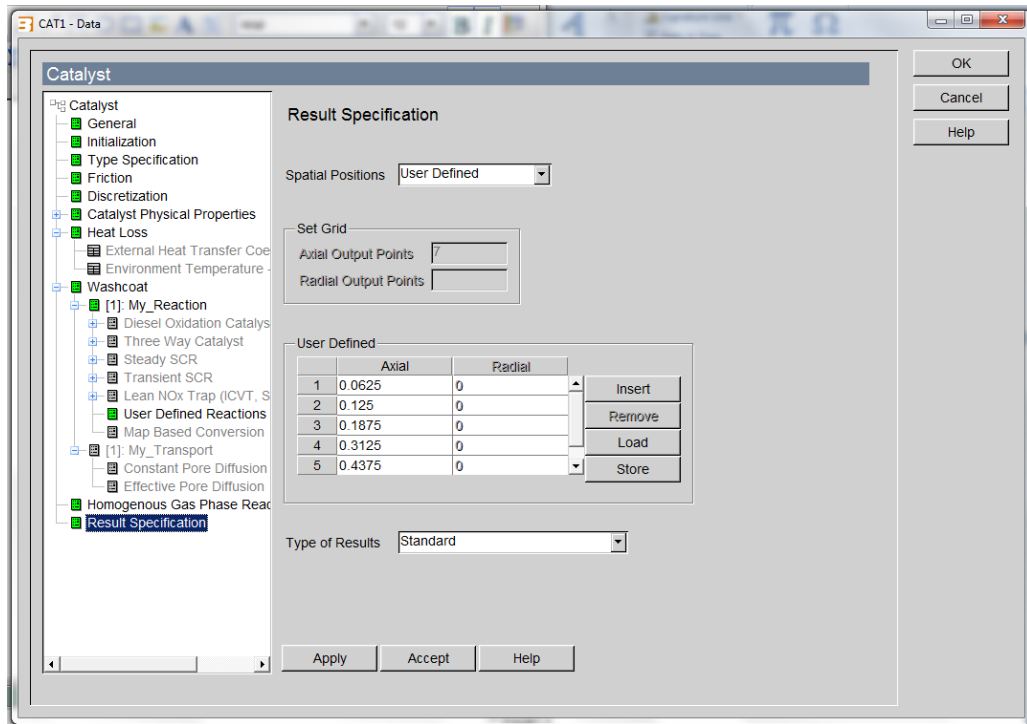 CAT1 - Data
Catalyst
OK
Cancel
Help
Catalyst
General
Initialization
Type Specification
Friction
Discretization
Catalyst Physical Properties
Heat Loss
External Heat Transfer Coe
Environment Temperature -
Washcoat
[1]: My_Reaction
Diesel Oxidation Catalys
Three Way Catalyst
Steady SCR
Transient SCR
Lean NOx Trap (ICVT, S
User Defined Reactions
Map Based Conversion
[1]: My_Transport
Constant Pore Diffusion
Effective Pore Diffusion
Homogenous Gas Phase Reac
Result Specification
Result Specification
Spatial Positions User Defined
Set Grid
Axial Output Points 7
Radial Output Points
User Defined
Axial Radial
1 0.0625 0
2 0.125 0
3 0.1875 0
4 0.3125 0
5 0.4375 0
Insert
Remove
Load
Store
Type of Results Standard
Apply Accept Help